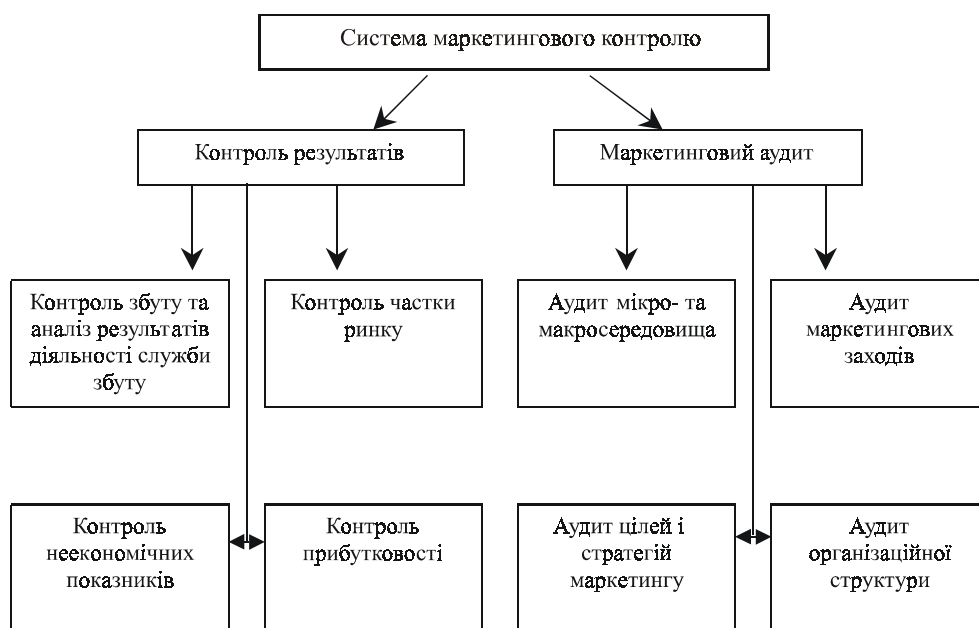 Система маркетингового контролю
Контроль результатів
Маркетинговий аудит
Контроль збуту та
аналіз результатів
діяльності служби
збуту
Контроль частки
ринку
Аудит мікро- та
макросередовища
Аудит
маркетингових
заходів
Контроль
неекономічних
показників
Контроль
прибутковості
Аудит цілей і
стратегій
маркетингу
Аудит
організаційної
структури